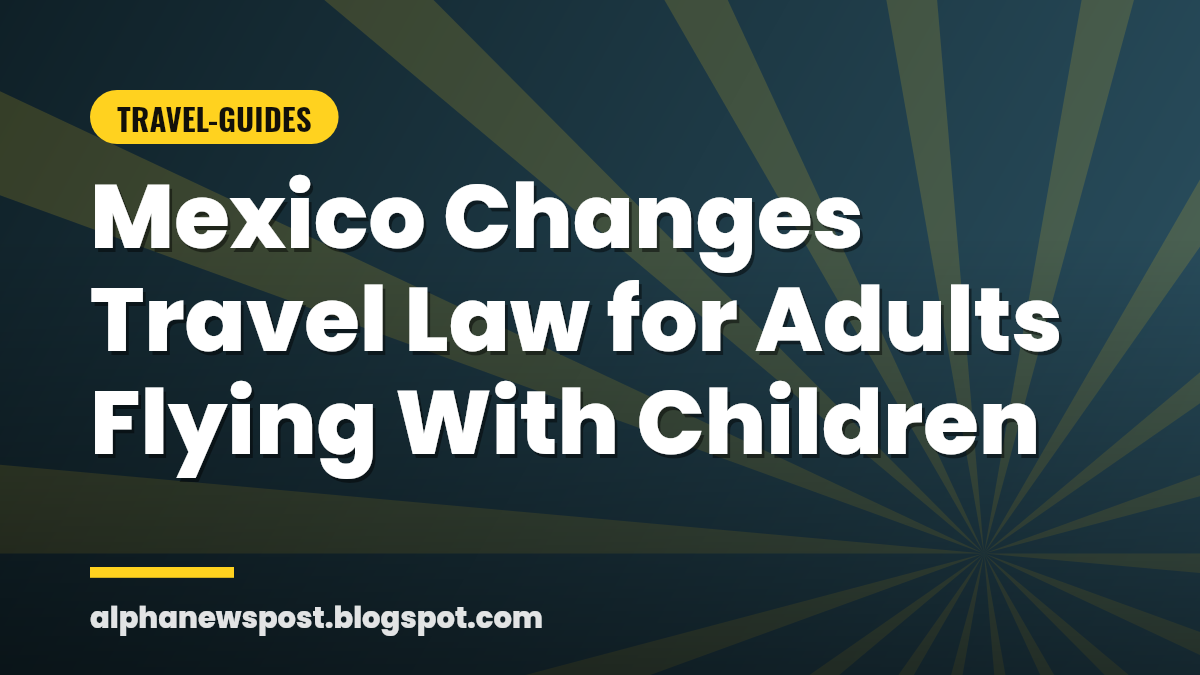 TRAVEL-GUIDES
Mexico Changes
Travel Law for Adults
Flying With Children
alphanewspost.blogspot.com